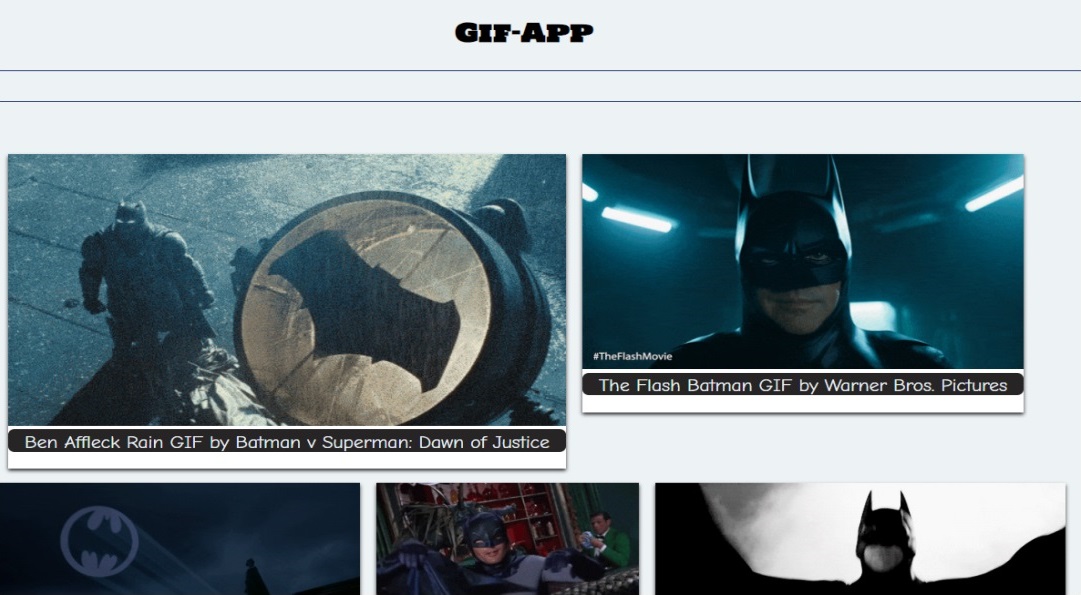 Gif-App
#TheFlashMovie
The Flash Batman GIF by Warner Bros. Pictures
Ben Affleck Rain GIF by Batman v Superman: Dawn of Justice